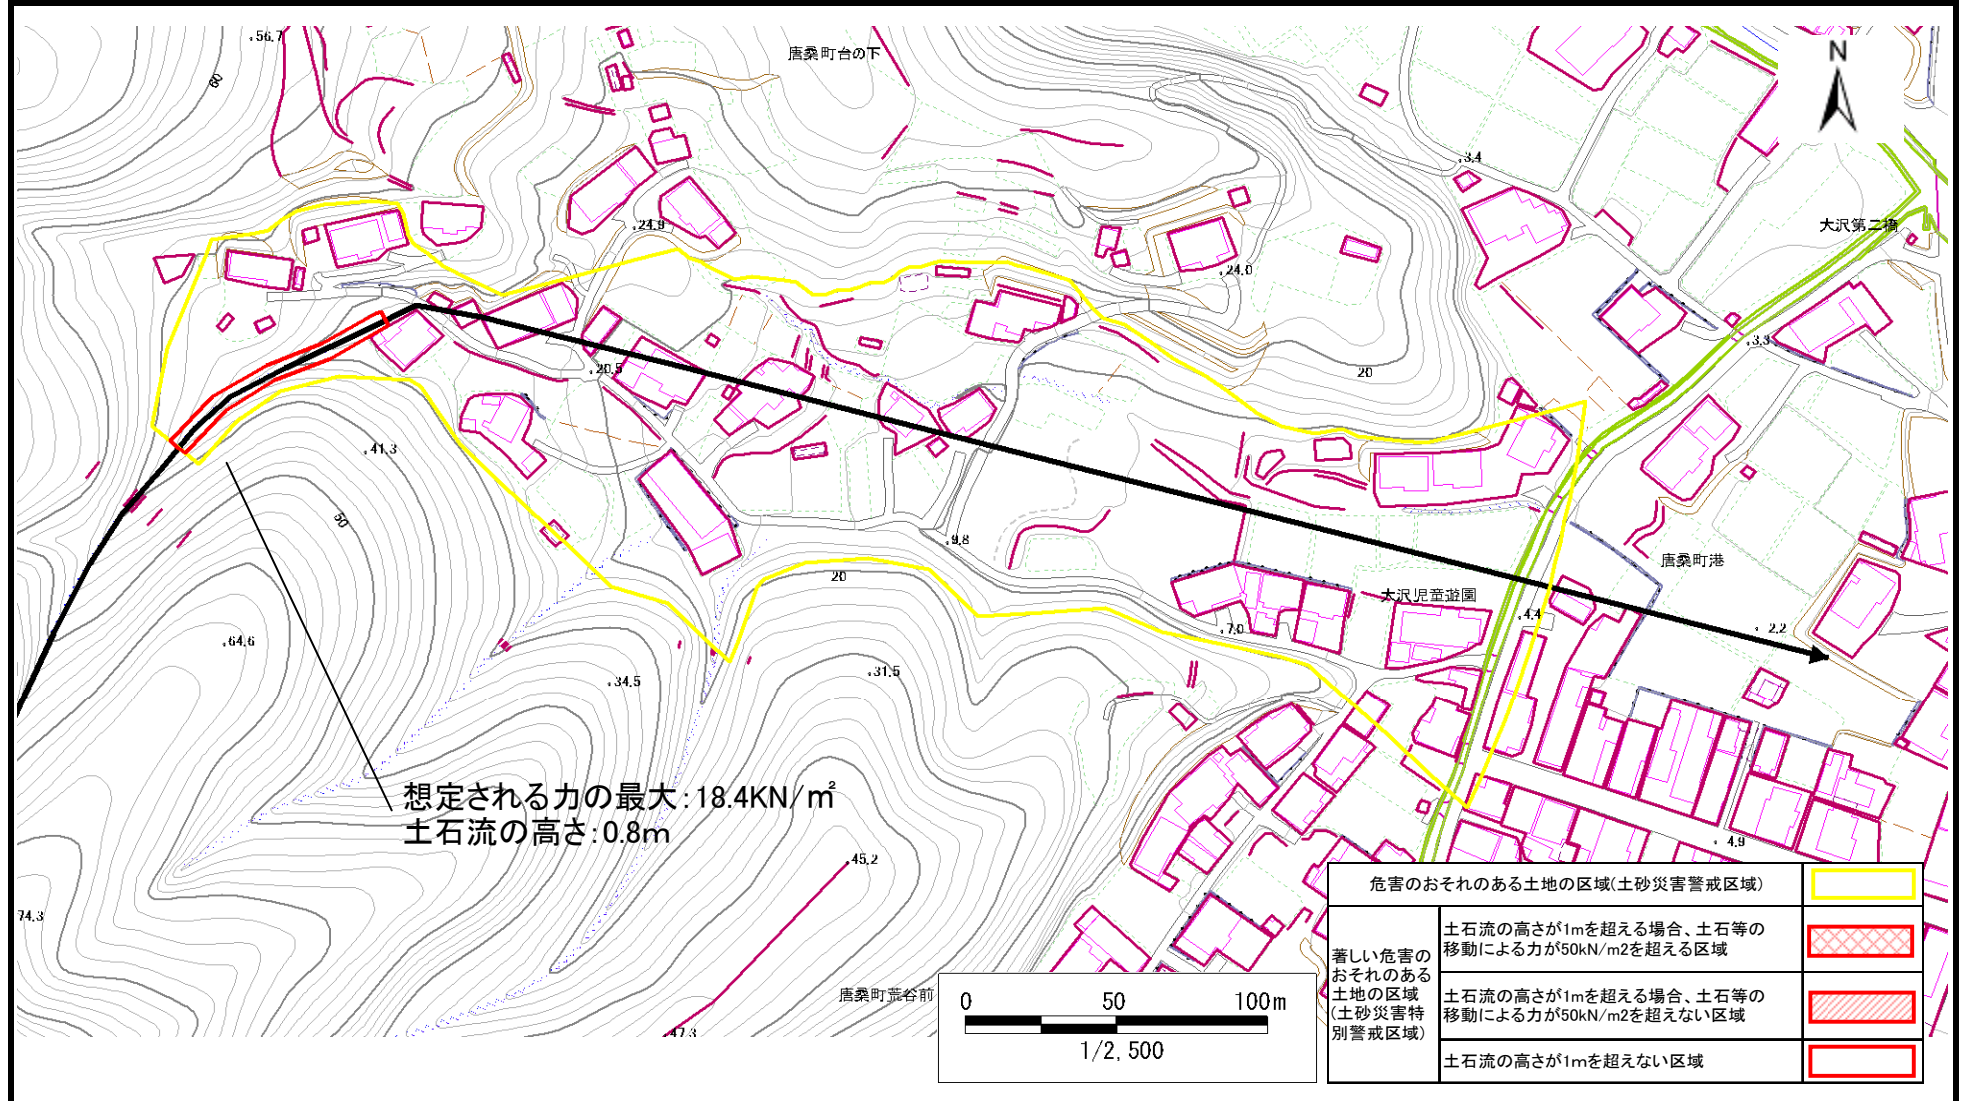 56.7
60
唐桑町台の下
N
3.4
大沢第二橋
24.9
24.0
3.3
20
20.5
41.3
50
9.8
唐桑町港
20
大沢児童遊園
4.4
7.0
2.2
64.6
34.5
31.5
想定される力の最大:18.4KN/㎡
土石流の高さ:0.8m
4.9
45.2
74.3
唐桑町荒谷前
47.3
0 50 100m
1/2,500
危害のおそれのある土地の区域(土砂災害警戒区域)
著しい危害の
おそれのある
土地の区域
(土砂災害特
別警戒区域)
土石流の高さが1mを超える場合、土石等の
移動による力が50kN/m2を超える区域
土石流の高さが1mを超える場合、土石等の
移動による力が50kN/m2を超えない区域
土石流の高さが1mを超えない区域